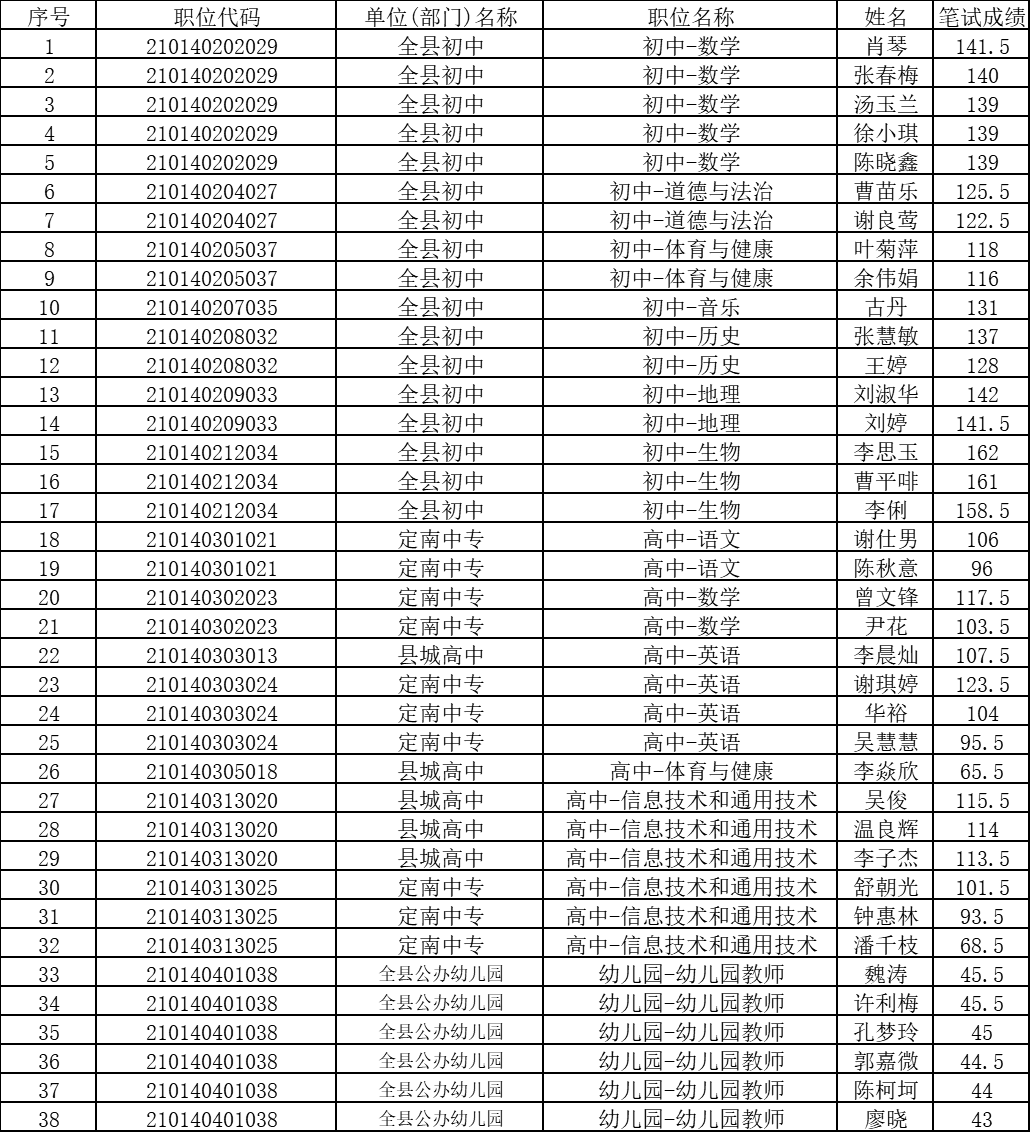 序号 职位代码 单位(部门)名称 职位名称 姓名 笔试成绩
1 210140202029 全县初中 初中-数学 肖琴 141.5
2 210140202029 全县初中 初中-数学 张春梅 140
3 210140202029 全县初中 初中-数学 汤玉兰 139
4 210140202029 全县初中 初中-数学 徐小琪 139
5 210140202029 全县初中 初中-数学 陈晓鑫 139
6 210140204027 全县初中 初中-道德与法治 曹苗乐 125.5
7 210140204027 全县初中 初中-道德与法治 谢良莺 122.5
8 210140205037 全县初中 初中-体育与健康 叶菊萍 118
9 210140205037 全县初中 初中-体育与健康 余伟娟 116
10 210140207035 全县初中 初中-音乐 古丹 131
11 210140208032 全县初中 初中-历史 张慧敏 137
12 210140208032 全县初中 初中-历史 王婷 128
13 210140209033 全县初中 初中-地理 刘淑华 142
14 210140209033 全县初中 初中-地理 刘婷 141.5
15 210140212034 全县初中 初中-生物 李思玉 162
16 210140212034 全县初中 初中-生物 曹平啡 161
17 210140212034 全县初中 初中-生物 李俐 158.5
18 210140301021 定南中专 高中-语文 谢仕男 106
19 210140301021 定南中专 高中-语文 陈秋意 96
20 210140302023 定南中专 高中-数学 曾文锋 117.5
21 210140302023 定南中专 高中-数学 尹花 103.5
22 210140303013 县城高中 高中-英语 李晨灿 107.5
23 210140303024 定南中专 高中-英语 谢琪婷 123.5
24 210140303024 定南中专 高中-英语 华裕 104
25 210140303024 定南中专 高中-英语 吴慧慧 95.5
26 210140305018 县城高中 高中-体育与健康 李焱欣 65.5
27 210140313020 县城高中 高中-信息技术和通用技术 吴俊 115.5
28 210140313020 县城高中 高中-信息技术和通用技术 温良辉 114
29 210140313020 县城高中 高中-信息技术和通用技术 李子杰 113.5
30 210140313025 定南中专 高中-信息技术和通用技术 舒朝光 101.5
31 210140313025 定南中专 高中-信息技术和通用技术 钟惠林 93.5
32 210140313025 定南中专 高中-信息技术和通用技术 潘千枝 68.5
33 210140401038 全县公办幼儿园 幼儿园-幼儿园教师 魏涛 45.5
34 210140401038 全县公办幼儿园 幼儿园-幼儿园教师 许利梅 45.5
35 210140401038 全县公办幼儿园 幼儿园-幼儿园教师 孔梦玲 45
36 210140401038 全县公办幼儿园 幼儿园-幼儿园教师 郭嘉微 44.5
37 210140401038 全县公办幼儿园 幼儿园-幼儿园教师 陈柯坷 44
38 210140401038 全县公办幼儿园 幼儿园-幼儿园教师 廖晓 43